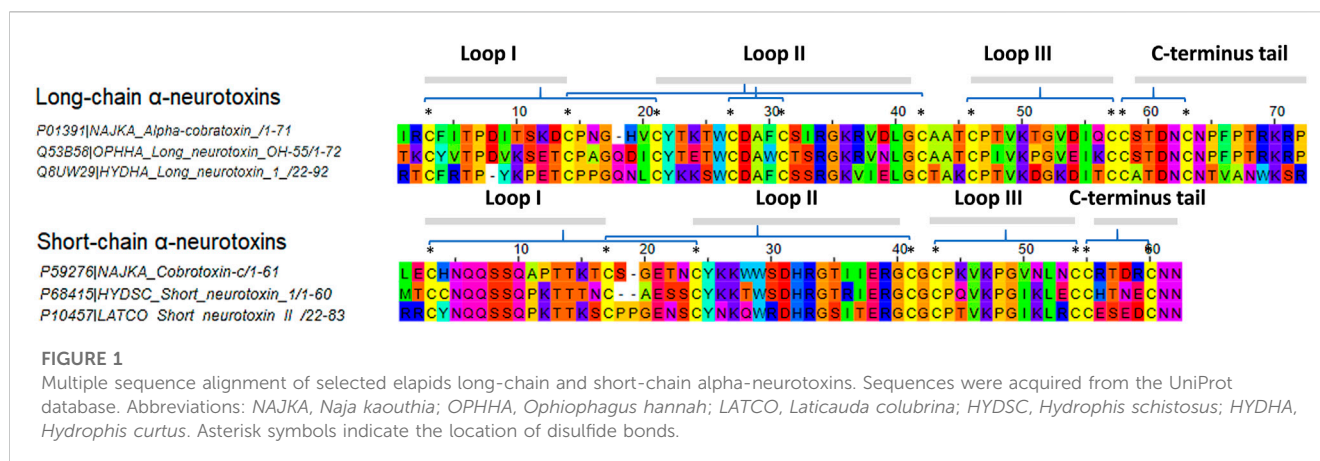 Loop I Loop II Loop III C-terminus tail
Long-chain α-neurotoxins
* 10 * 20 * * 30 * 40 * * 50 ** 60 * 70
P01391|NAJKA_Alpha-cobratoxin_/1-71 IRCFITPDITSKDCPNG-HVCYTKTWCDAFCSIRGKRVDLGCAATCPTVKTGVDIQCCSTDNCNPFPTRKRP
Q53B58|OPHHA_Long_neurotoxin_OH-55/1-72 TKCYVTPDVKSETCPAGQDICYTETWCDAWCTSRGKRVNLGCAATCPIVKPGVEIKCCSTDNCNPFPTRKRP
Q8UW29|HYDHA_Long_neurotoxin_1_/22-92 RTCFRTP-YKPETCPPGQNLCYKKSWCDAFCSSRGKVIELGCTAKCPTVKDGKDITCCATDNCNTVANWKSR
Loop I Loop II Loop III C-terminus tail
Short-chain α-neurotoxins
* 10 * 20 * 30 40 * * 50 ** 60 *
P59276|NAJKA_Cobrotoxin-c/1-61 LECHNQQSSQAPTTKTCS-GETNCYKKWWSDHRGTIIERGCGCPKVKPGVNLNCCRTDRCNN
P68415|HYDSC_Short_neurotoxin_1/1-60 MTCCNQQSSQPKTTTNC--AESSCYKKTWSDHRGTRIERGCGCPQVKPGIKLECCHTNECNN
P10457|LATCO Short neurotoxin II /22-83 RRCYNQQSSQPKTTKSCPPGENSCYNKQWRDHRGSITERGCGCPTVKPGIKLRCCESEDCNN
FIGURE 1
Multiple sequence alignment of selected elapids long-chain and short-chain alpha-neurotoxins. Sequences were acquired from the UniProt
database. Abbreviations: NAJKA, Naja kaouthia; OPHHA, Ophiophagus hannah; LATCO, Laticauda colubrina; HYDSC, Hydrophis schistosus; HYDHA,
Hydrophis curtus. Asterisk symbols indicate the location of disulfide bonds.